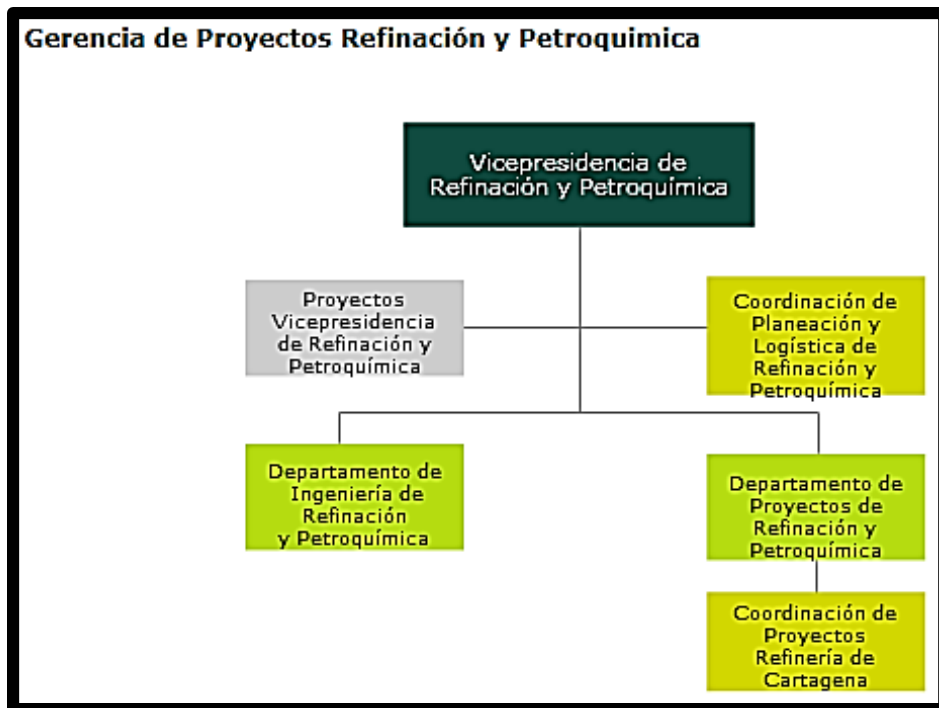 Gerencia de Proyectos Refinación y Petroquimica
Vicepresidencia de
Refinación y Petroquímica
Proyectos
Vicepresidencia
de Refinación y
Petroquímica
Coordinación de
Planeación y
Logística de
Refinación y
Petroquímica
Departamento de
Ingeniería de
Refinación
y Petroquímica
Departamento de
Proyectos de
Refinación y
Petroquímica
Coordinación de
Proyectos
Refinería de
Cartagena